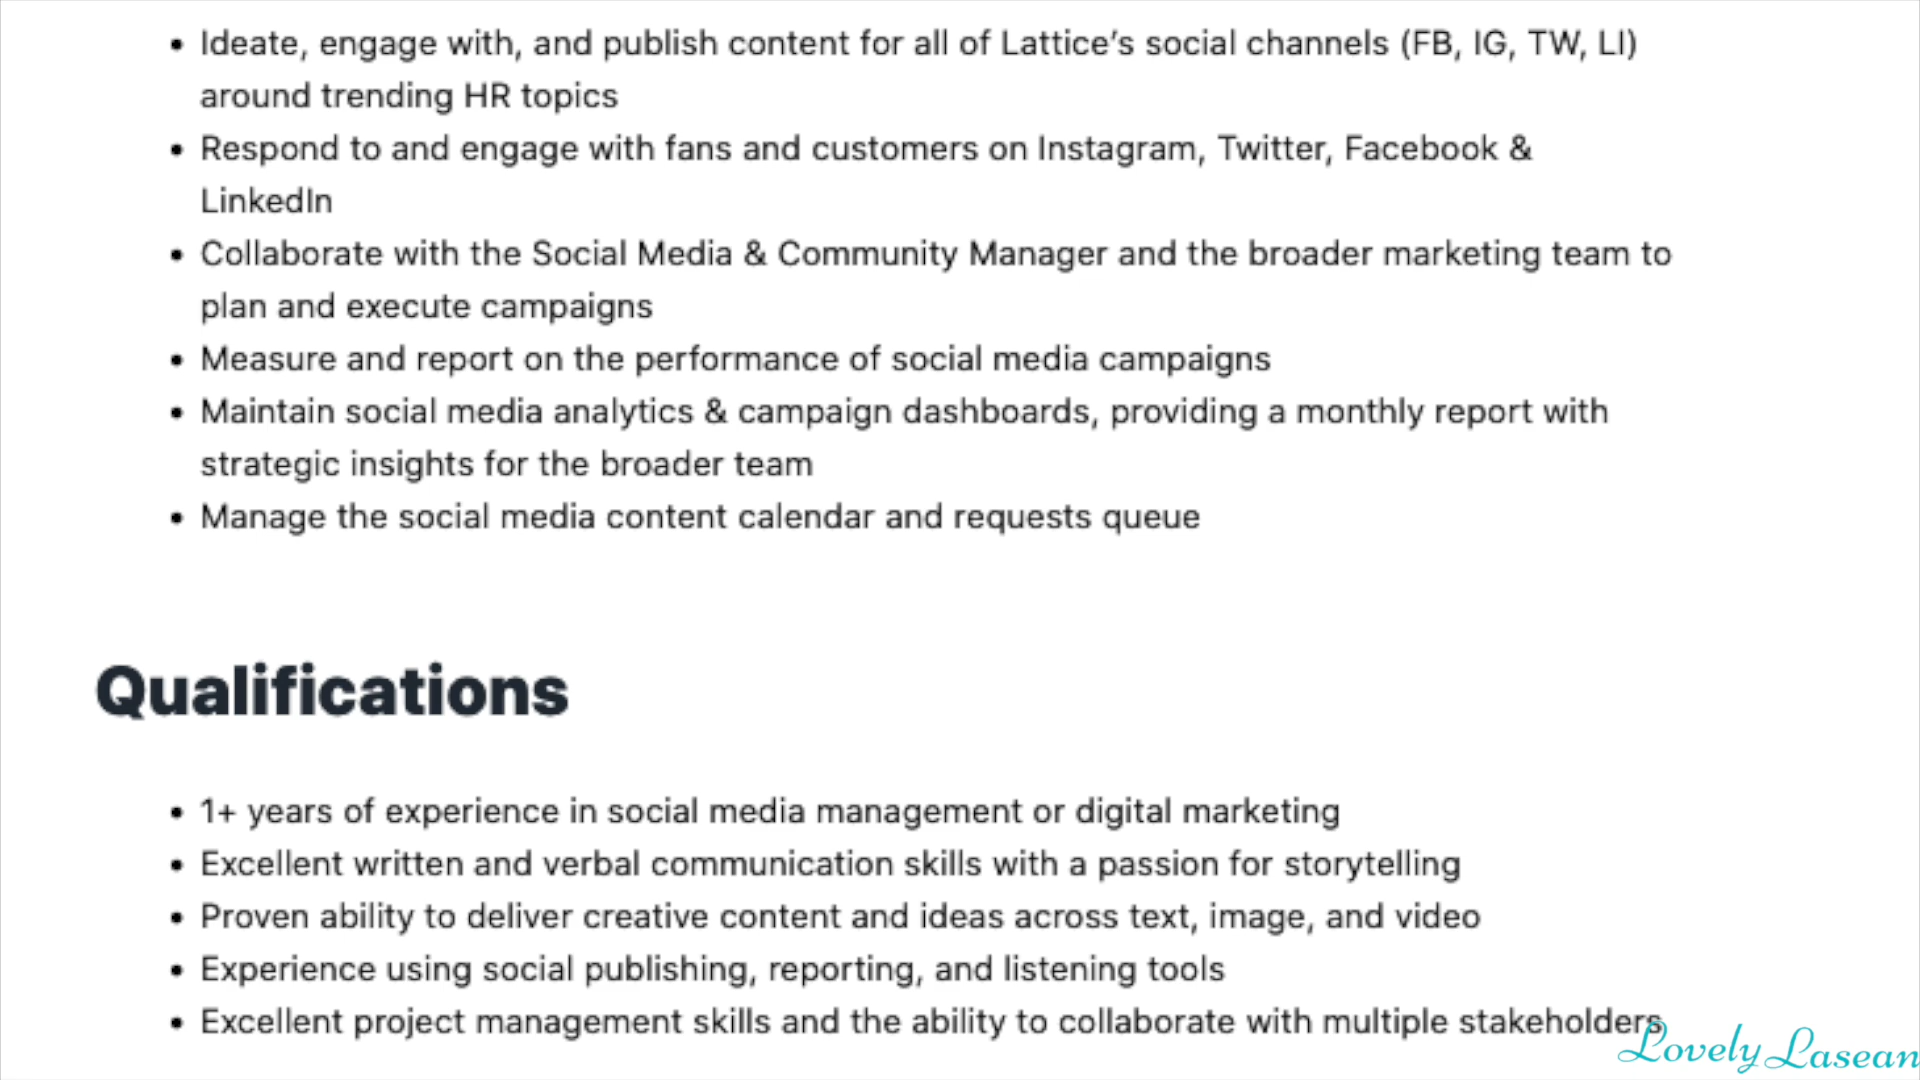 • Ideate, engage with, and publish content for all of Lattice’s social channels (FB, IG, TW, LI)
around trending HR topics
• Respond to and engage with fans and customers on Instagram, Twitter, Facebook &
LinkedIn
• Collaborate with the Social Media & Community Manager and the broader marketing team to
plan and execute campaigns
• Measure and report on the performance of social media campaigns
• Maintain social media analytics & campaign dashboards, providing a monthly report with
strategic insights for the broader team
• Manage the social media content calendar and requests queue
Qualifications
• 1+ years of experience in social media management or digital marketing
• Excellent written and verbal communication skills with a passion for storytelling
• Proven ability to deliver creative content and ideas across text, image, and video
• Experience using social publishing, reporting, and listening tools
• Excellent project management skills and the ability to collaborate with multiple stakeholders
Lovely Lasean